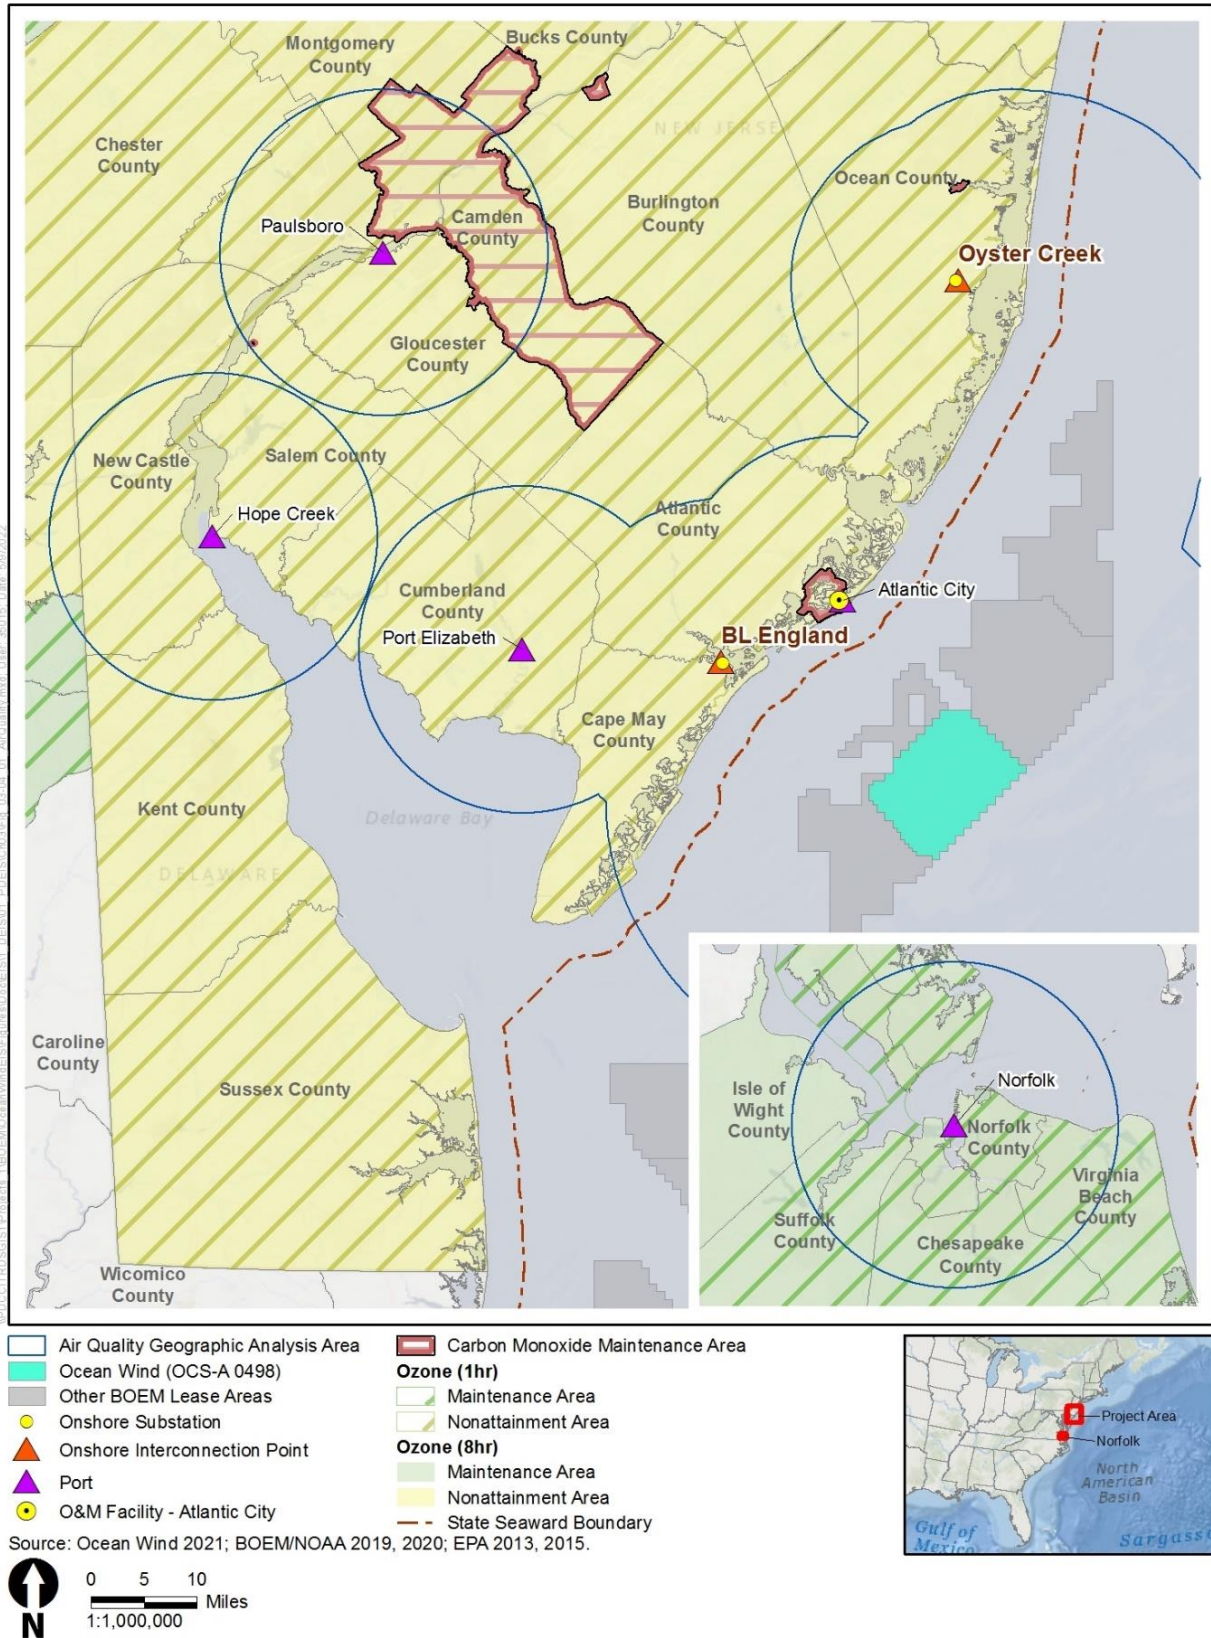 Montgomery
County
Bucks County
NEW JERSEY
Chester
County
Ocean County
Burlington
County
Paulsboro
Camden
County
Oyster Creek
Gloucester
County
New Castle
County
Salem County
Hope Creek
Atlantic
County
Cumberland
County
Atlantic City
Port Elizabeth
BL England
Cape May
County
Kent County
Delaware Bay
DELAWARE
Caroline
County
Sussex County
Wicomico
County
Isle of
Wight
County
Norfolk
Norfolk
County
Virginia
Beach
County
Suffolk
County
Chesapeake
County
Air Quality Geographic Analysis Area
Ocean Wind (OCS-A 0498)
Other BOEM Lease Areas
Onshore Substation
Onshore Interconnection Point
Port
O&M Facility - Atlantic City
Carbon Monoxide Maintenance Area
Ozone (1hr)
Maintenance Area
Nonattainment Area
Ozone (8hr)
Maintenance Area
Nonattainment Area
State Seaward Boundary
Project Area
Norfolk
North
American
Basin
Gulf of
Mexico
Sargasso
Source: Ocean Wind 2021; BOEM/NOAA 2019, 2020; EPA 2013, 2015.
N
0 5 10
Miles
1:1,000,000